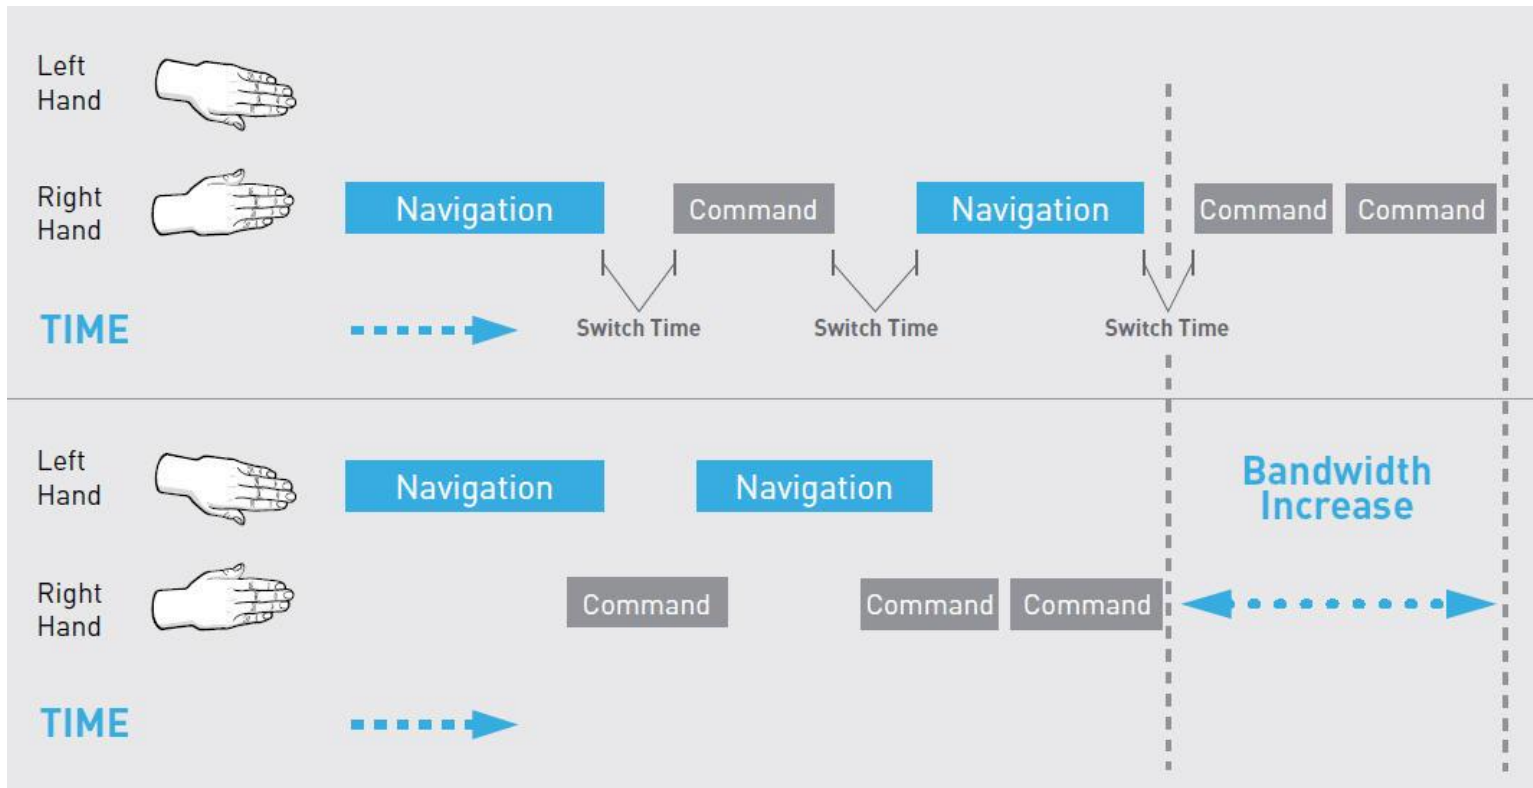 Left
Hand
Right
Hand
Navigation
Command
Navigation
Command
Command
Switch Time
Switch Time
Switch Time
TIME
Left
Hand
Navigation
Navigation
Bandwidth
Increase
Right
Hand
Command
Command
Command
TIME